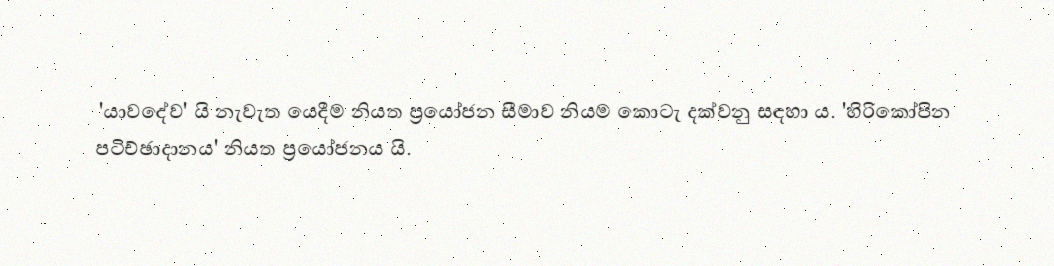 'යාවදේව' යි නැවැත යෙදීම නියත ප්‍රයෝජන සීමාව නියම කොටැ දක්වනු සඳහා ය. 'හිරිකෝපින
පටිච්ඡාදානය' නියත ප්‍රයෝජනය යි.